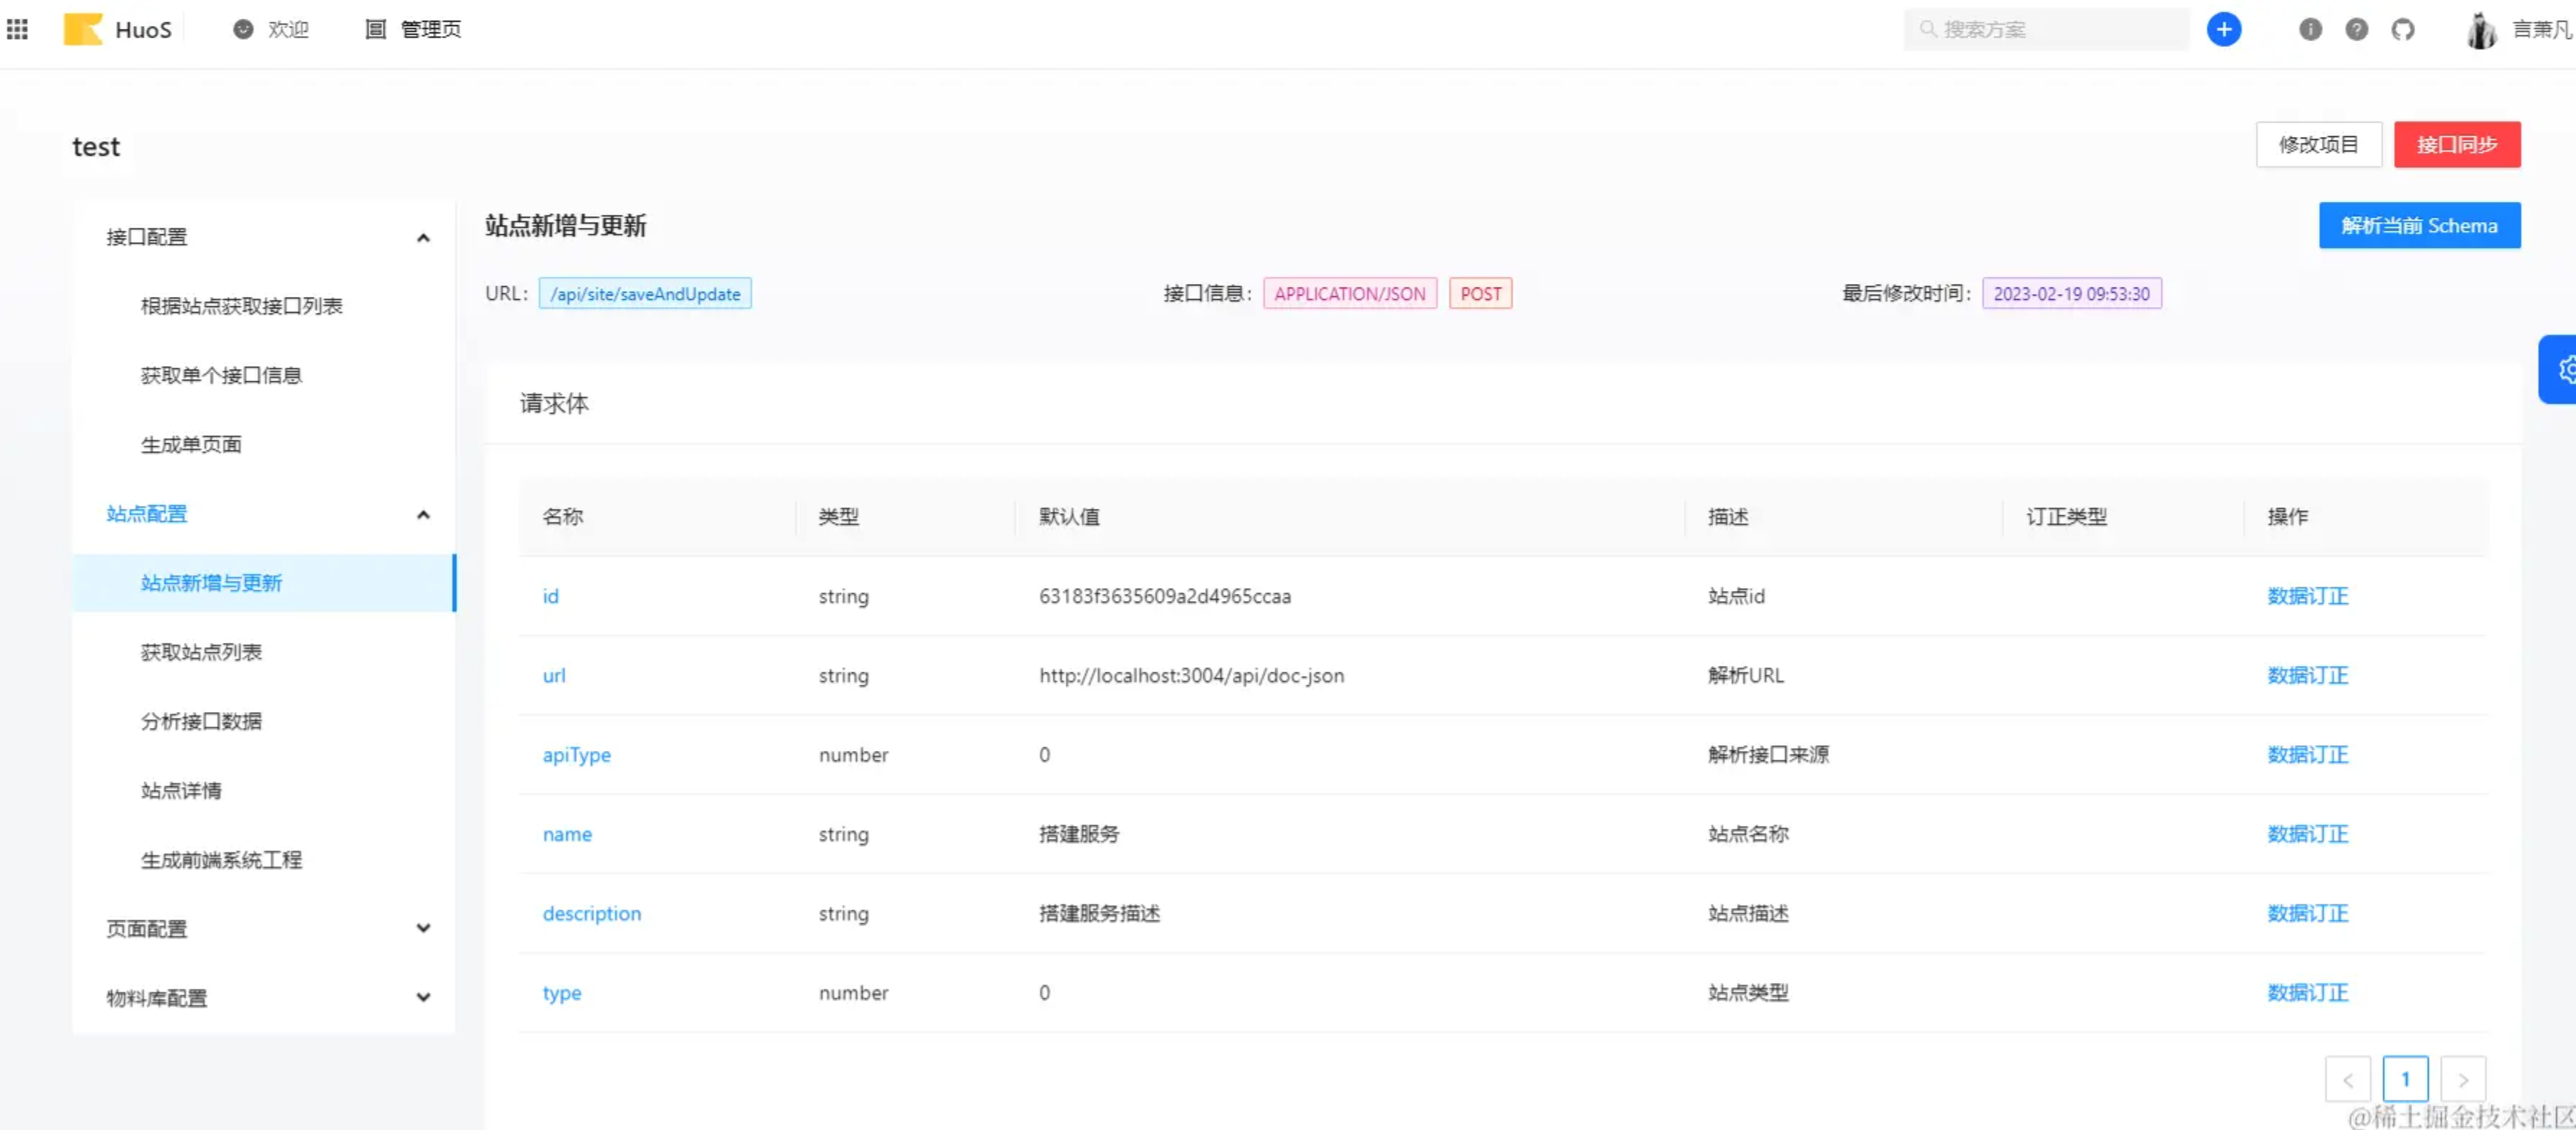 HuoS 欢迎 管理页 搜索方案 言萧凡
test 修改项目 接口同步
接口配置
根据站点获取接口列表
获取单个接口信息
生成单页面
站点配置
站点新增与更新
获取站点列表
分析接口数据
站点详情
生成前端系统工程
页面配置
物料库配置
站点新增与更新 解析当前 Schema
URL: /api/site/saveAndUpdate 接口信息: APPLICATION/JSON POST 最后修改时间: 2023-02-19 09:53:30
请求体
名称 类型 默认值 描述 订正类型 操作
id string 63183f3635609a2d4965ccaa 站点id 数据订正
url string http://localhost:3004/api/doc-json 解析URL 数据订正
apiType number 0 解析接口来源 数据订正
name string 搭建服务 站点名称 数据订正
description string 搭建服务描述 站点描述 数据订正
type number 0 站点类型 数据订正
< 1 >
@稀土掘金技术社区